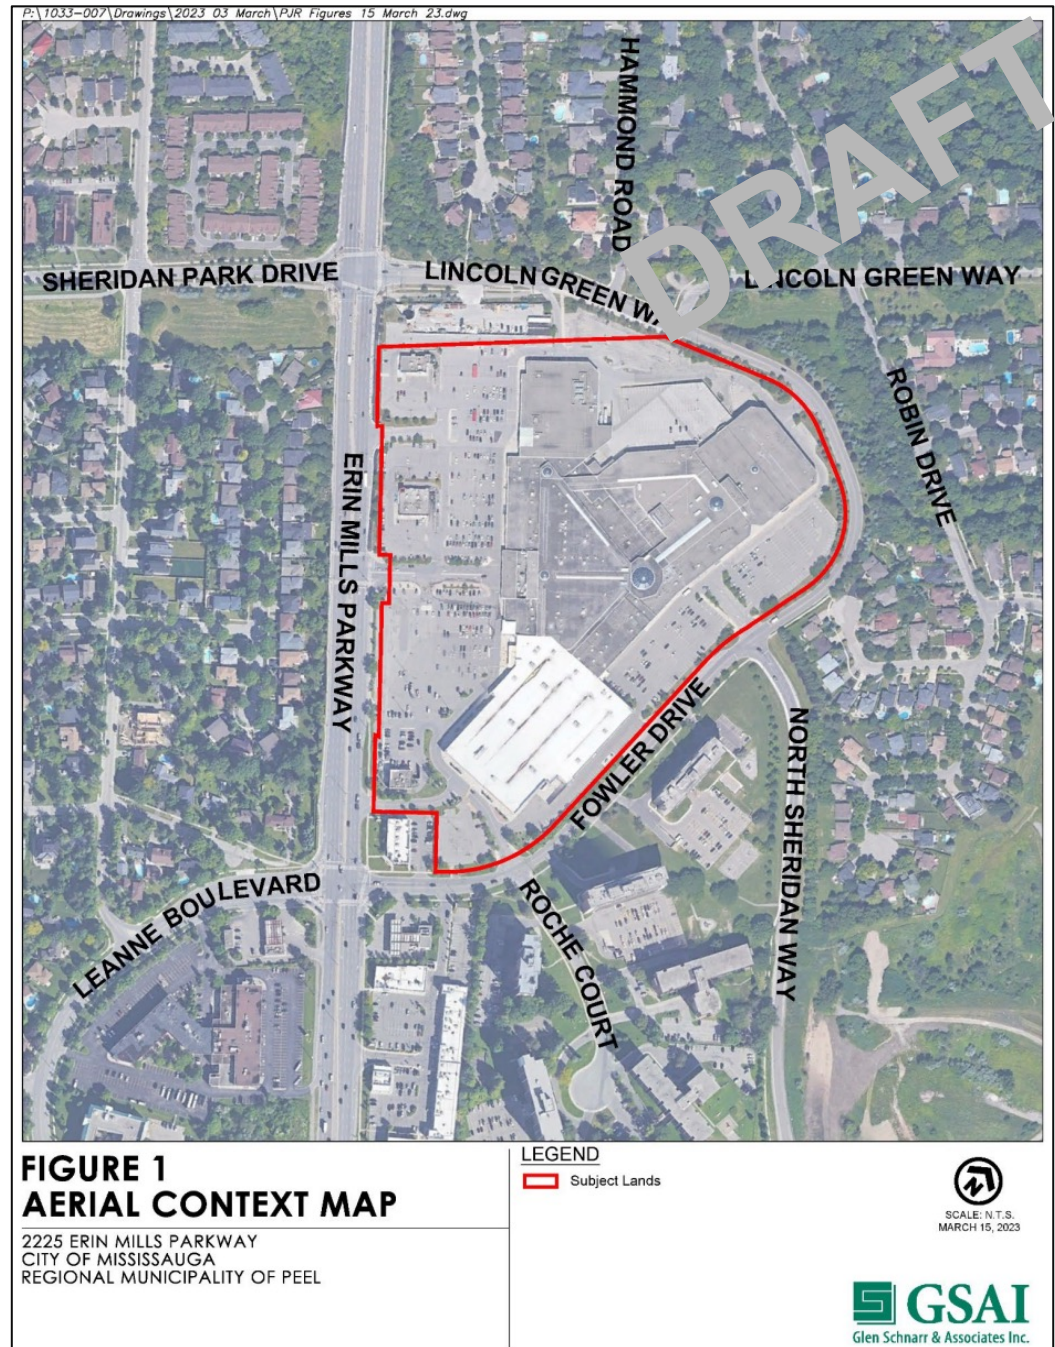 P:\1033-007\Drawings\2023 03 March\PJR Figures 15 March 23.dwg
DRAFT
HAMMOND ROAD
SHERIDAN PARK DRIVE
LINCOLN GREEN
LINCOLN GREEN WAY
ROBIN DRIVE
ERIN MILLS PARKWAY
FOWLER DRIVE
NORTH SHERIDAN WAY
LEANNE BOULEVARD
ROCHE COURT
FIGURE 1
AERIAL CONTEXT MAP
2225 ERIN MILLS PARKWAY
CITY OF MISSISSAUGA
REGIONAL MUNICIPALITY OF PEEL
LEGEND
Subject Lands
SCALE: N.T.S.
MARCH 15, 2023
GSAI
Glen Schnarr & Associates Inc.